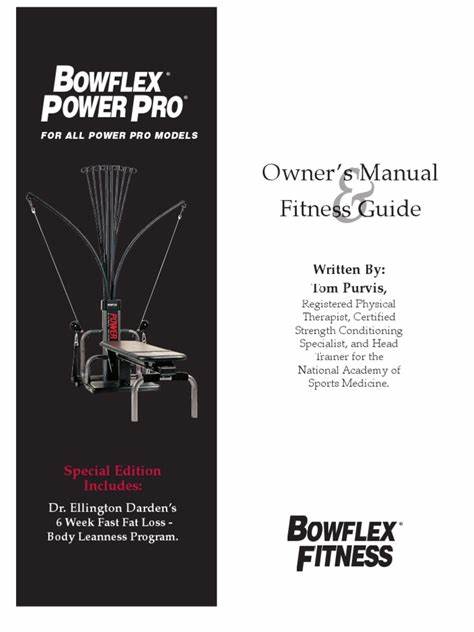 BOWFLEX®
POWER PRO®
FOR ALL POWER PRO MODELS
POWER
Special Edition
Includes:
Dr. Ellington Darden's
6 Week Fast Fat Loss -
Body Leanness Program.
Owner's Manual
&
Fitness Guide
Written By:
Tom Purvis,
Registered Physical
Therapist, Certified
Strength Conditioning
Specialist, and Head
Trainer for the
National Academy of
Sports Medicine.
BOWFLEX®
FITNESS